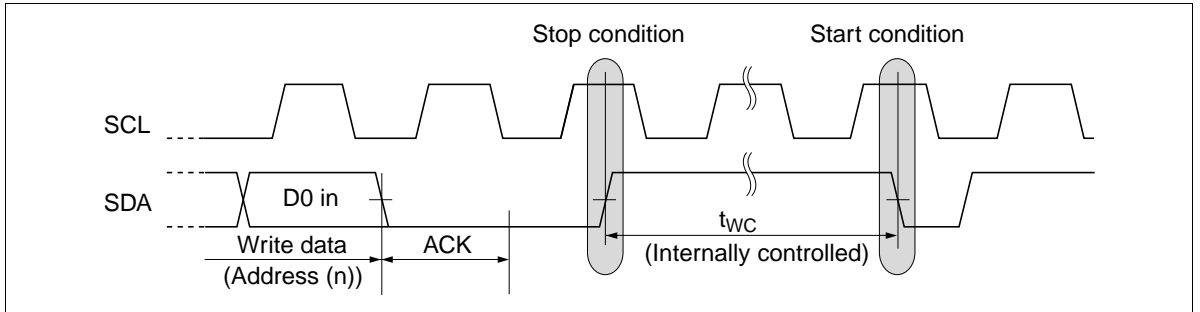 Stop condition
Start condition
SCL
SDA
D0 in
Write data
(Address (n))
ACK
tWC
(Internally controlled)